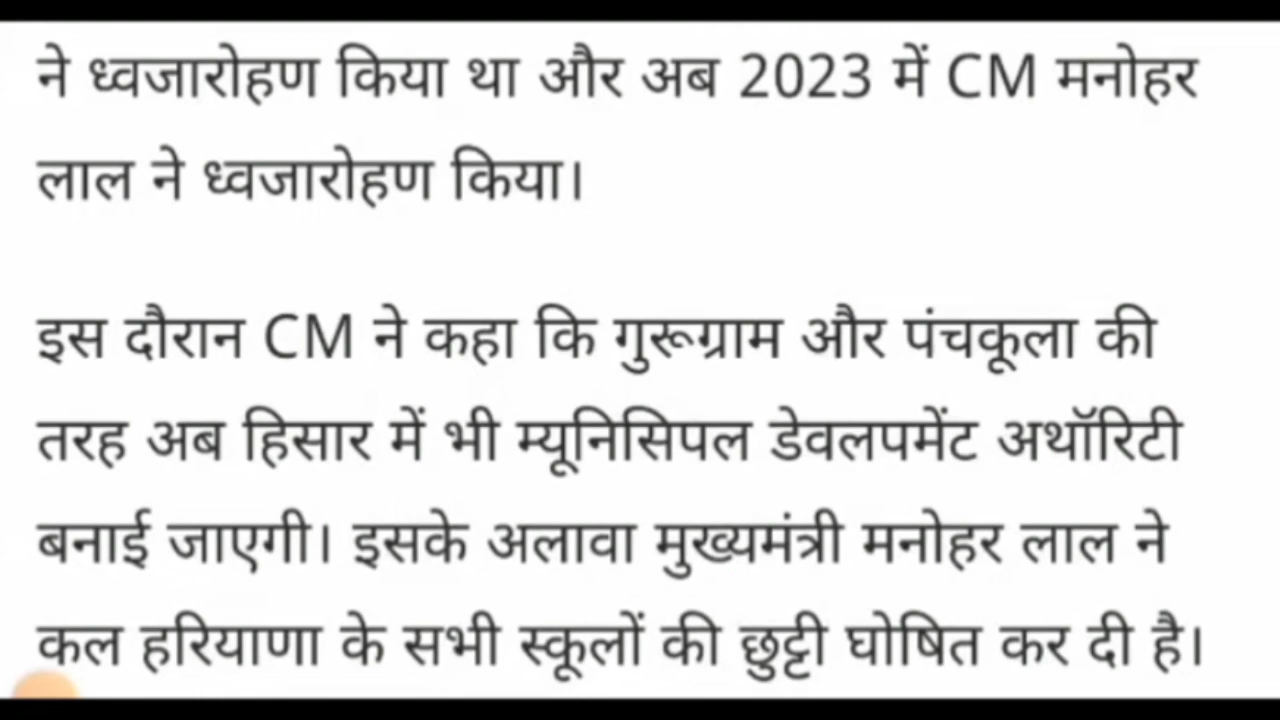 ने ध्वजारोहण किया था और अब 2023 में CM मनोहर
लाल ने ध्वजारोहण किया।
इस दौरान CM ने कहा कि गुरूग्राम और पंचकूला की
तरह अब हिसार में भी म्यूनिसिपल डेवलपमेंट अथॉरिटी
बनाई जाएगी। इसके अलावा मुख्यमंत्री मनोहर लाल ने
कल हरियाणा के सभी स्कूलों की छुट्टी घोषित कर दी है।